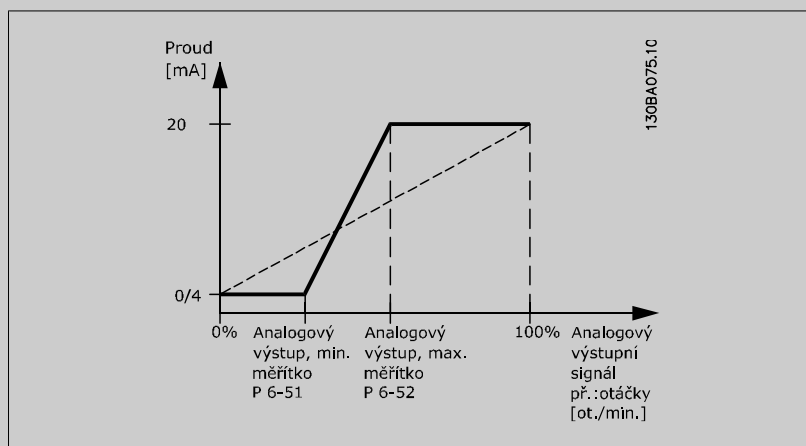 Proud
[mA]
130BA075.10
20
0/4
0%
Analogový
výstup, min.
měřítko
P 6-51
Analogový
výstup, max.
měřítko
P 6-52
100%
Analogový
výstupní
signál
př.:otáčky
[ot./min.]